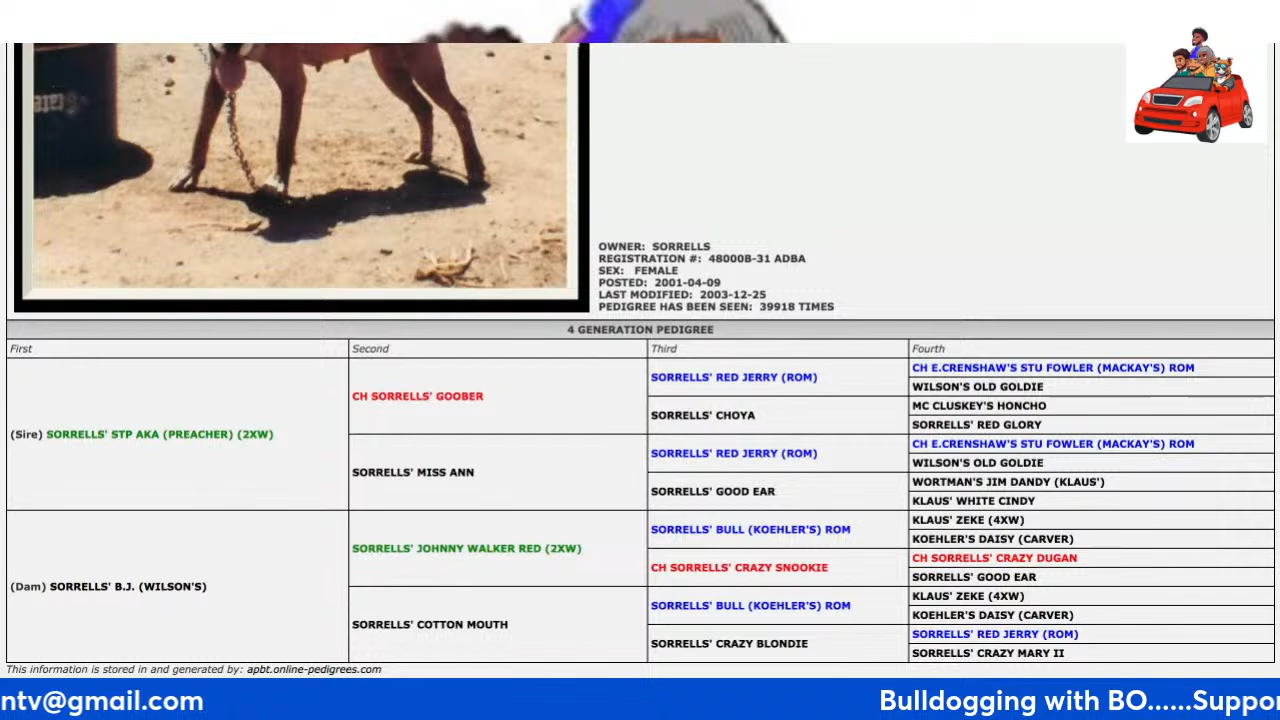 OWNER: SORRELLS
REGISTRATION #: 48000B-31 ADBA
SEX: FEMALE
POSTED: 2001-04-09
LAST MODIFIED: 2003-12-25
PEDIGREE HAS BEEN SEEN: 39918 TIMES
4 GENERATION PEDIGREE
First Second Third Fourth
(Sire) SORRELLS' STP AKA (PREACHER) (2XW)
CH SORRELLS' GOOBER
SORRELLS' RED JERRY (ROM)
CH E.CRENSHAW'S STU FOWLER (MACKAY'S) ROM
WILSON'S OLD GOLDIE
SORRELLS' CHOYA
MC CLUSKEY'S HONCHO
SORRELLS' RED GLORY
SORRELLS' MISS ANN
SORRELLS' RED JERRY (ROM)
CH E.CRENSHAW'S STU FOWLER (MACKAY'S) ROM
WILSON'S OLD GOLDIE
SORRELLS' GOOD EAR
WORTMAN'S JIM DANDY (KLAUS')
KLAUS' WHITE CINDY
(Dam) SORRELLS' B.J. (WILSON'S)
SORRELLS' JOHNNY WALKER RED (2XW)
SORRELLS' BULL (KOEHLER'S) ROM
KLAUS' ZEKE (4XW)
KOEHLER'S DAISY (CARVER)
CH SORRELLS' CRAZY SNOOKIE
CH SORRELLS' CRAZY DUGAN
SORRELLS' GOOD EAR
SORRELLS' COTTON MOUTH
SORRELLS' BULL (KOEHLER'S) ROM
KLAUS' ZEKE (4XW)
KOEHLER'S DAISY (CARVER)
SORRELLS' CRAZY BLONDIE
SORRELLS' RED JERRY (ROM)
SORRELLS' CRAZY MARY II
This information is stored in and generated by: apbt.online-pedigrees.com
ntv@gmail.com Bulldogging with BO......Suppor